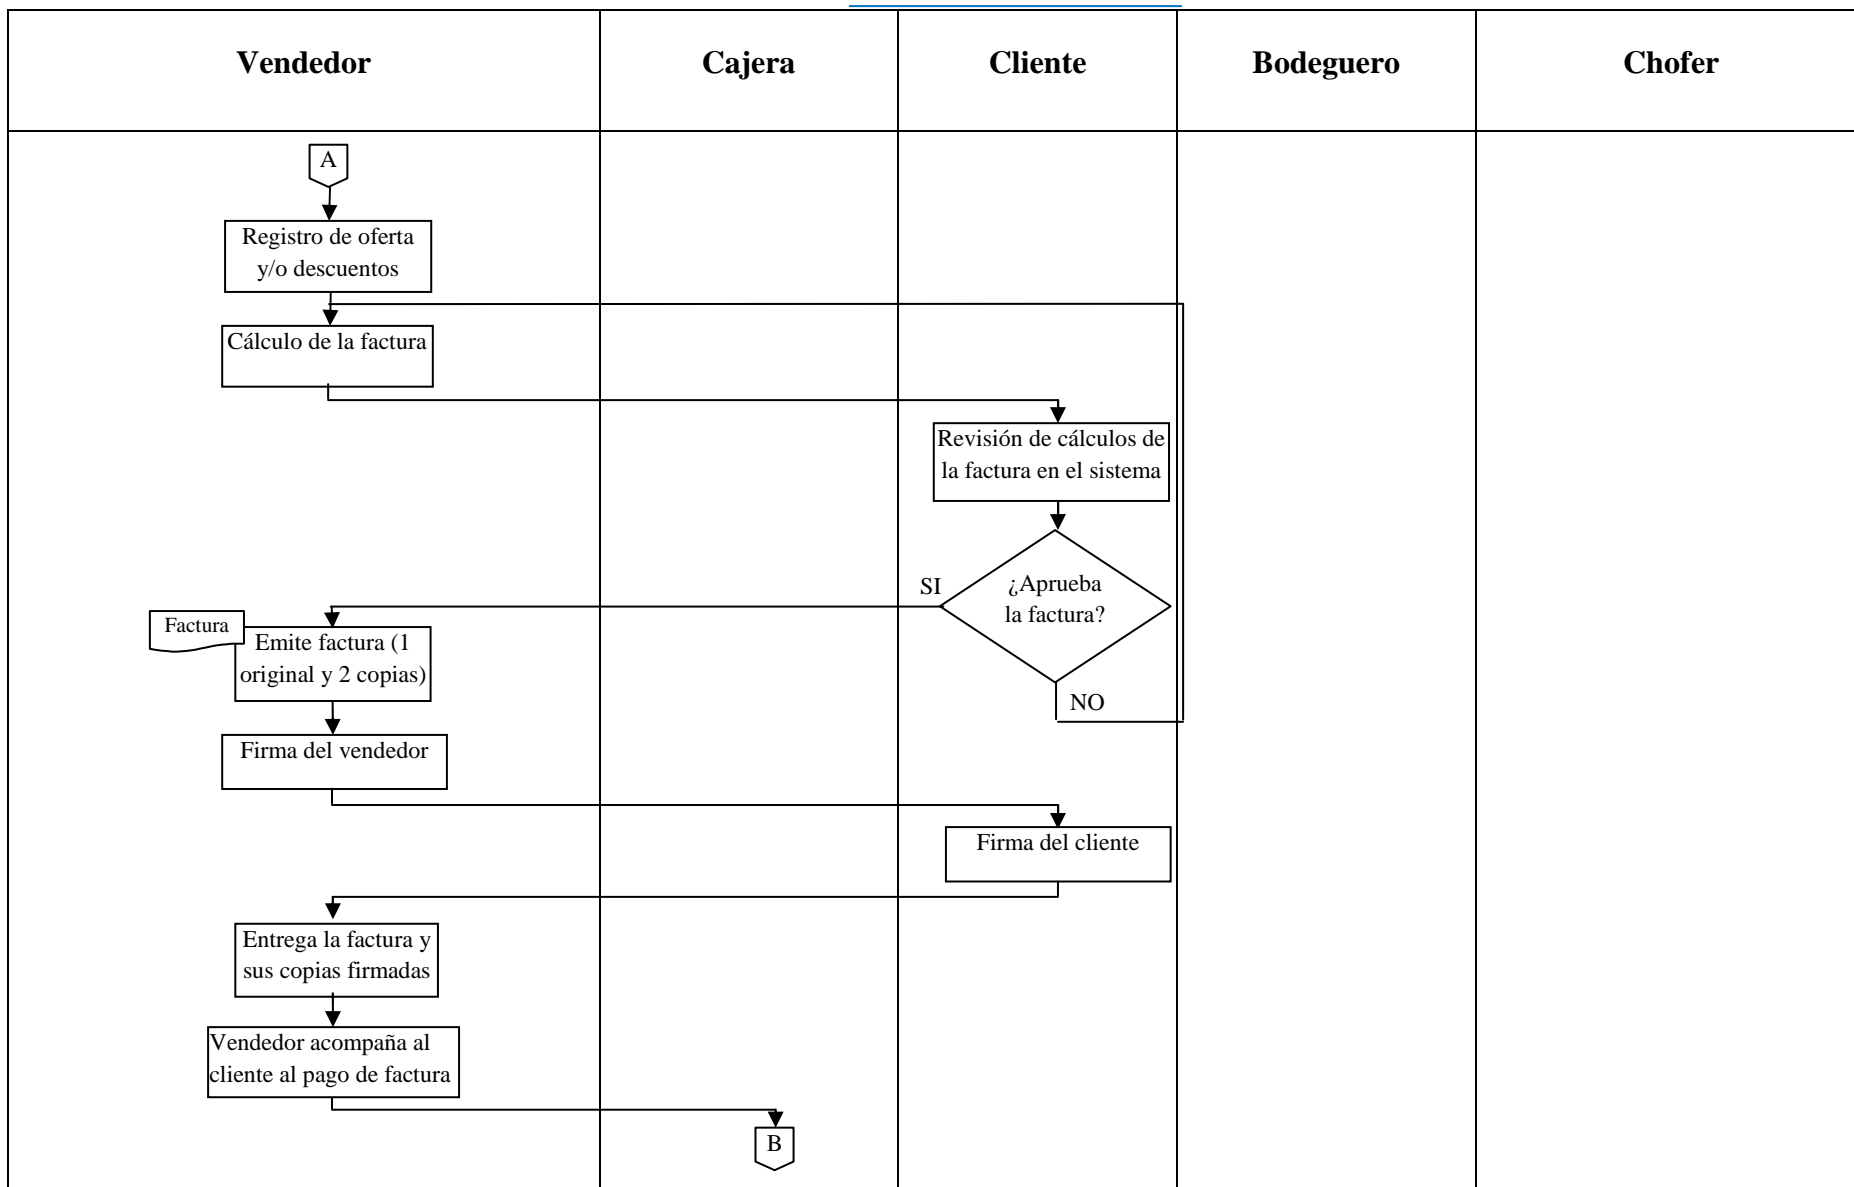 Vendedor
Cajera
Cliente
Bodeguero
Chofer
A
Registro de oferta
y/o descuentos
Cálculo de la factura
Revisión de cálculos de
la factura en el sistema
¿Aprueba
la factura?
SI
NO
Factura
Emite factura (1
original y 2 copias)
Firma del vendedor
Firma del cliente
Entrega la factura y
sus copias firmadas
Vendedor acompaña al
cliente al pago de factura
B